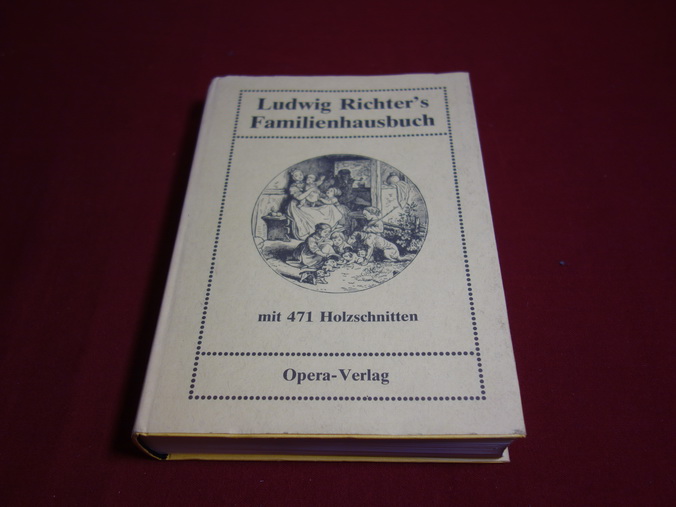 Ludwig Richter's
Familienhausbuch
mit 471 Holzschnitten
Opera-Verlag